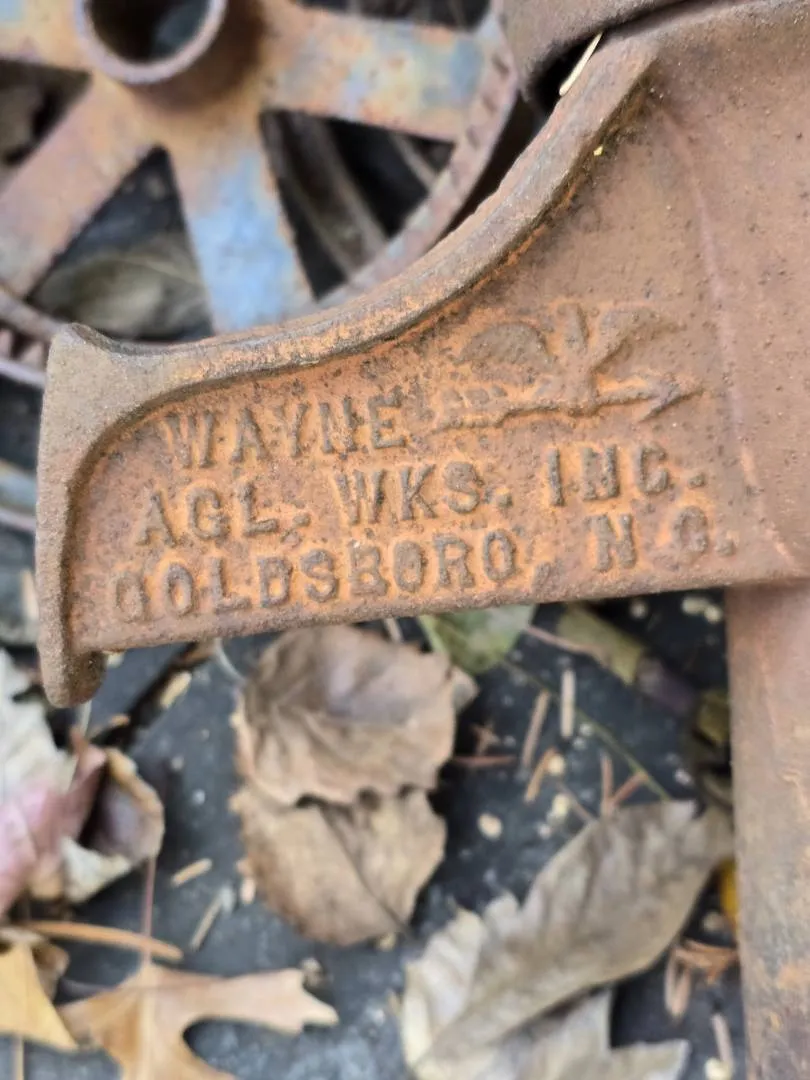 WAYNE
AGL. WKS. INC.
GOLDSBORO, N.C.